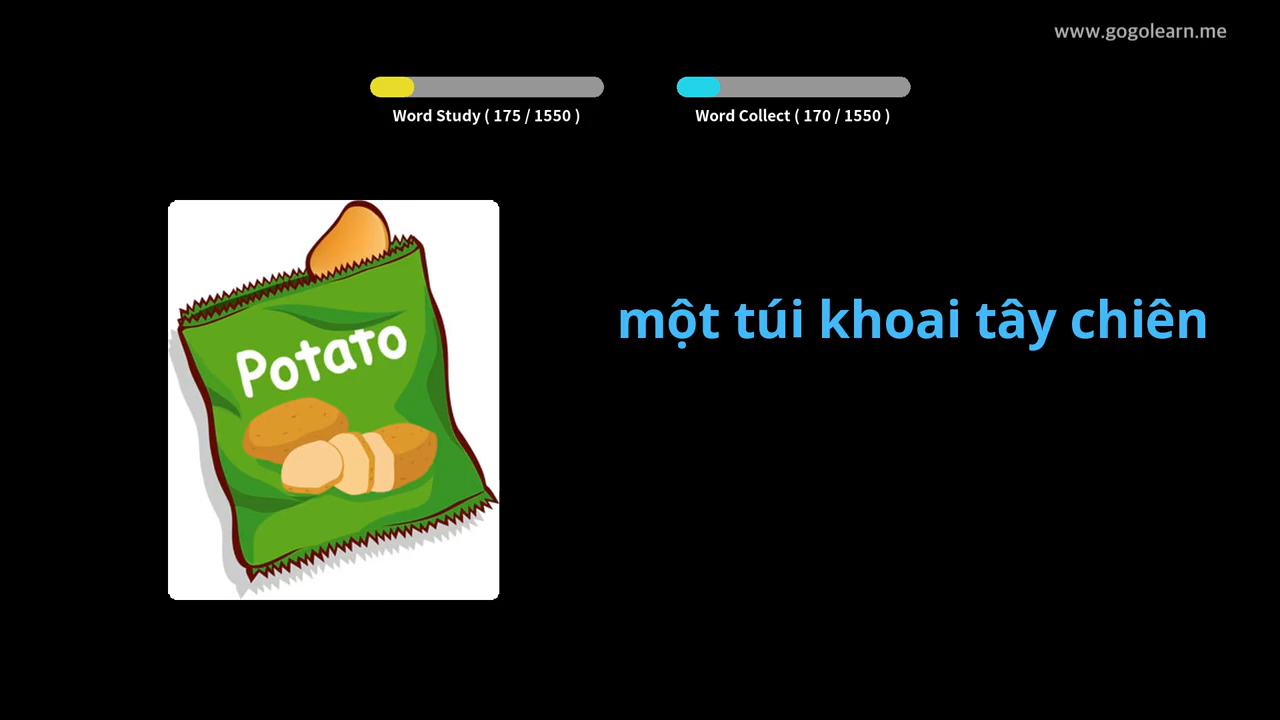 www.gogolearn.me
Word Study ( 175 / 1550 )
Word Collect ( 170 / 1550 )
Potato
một túi khoai tây chiên